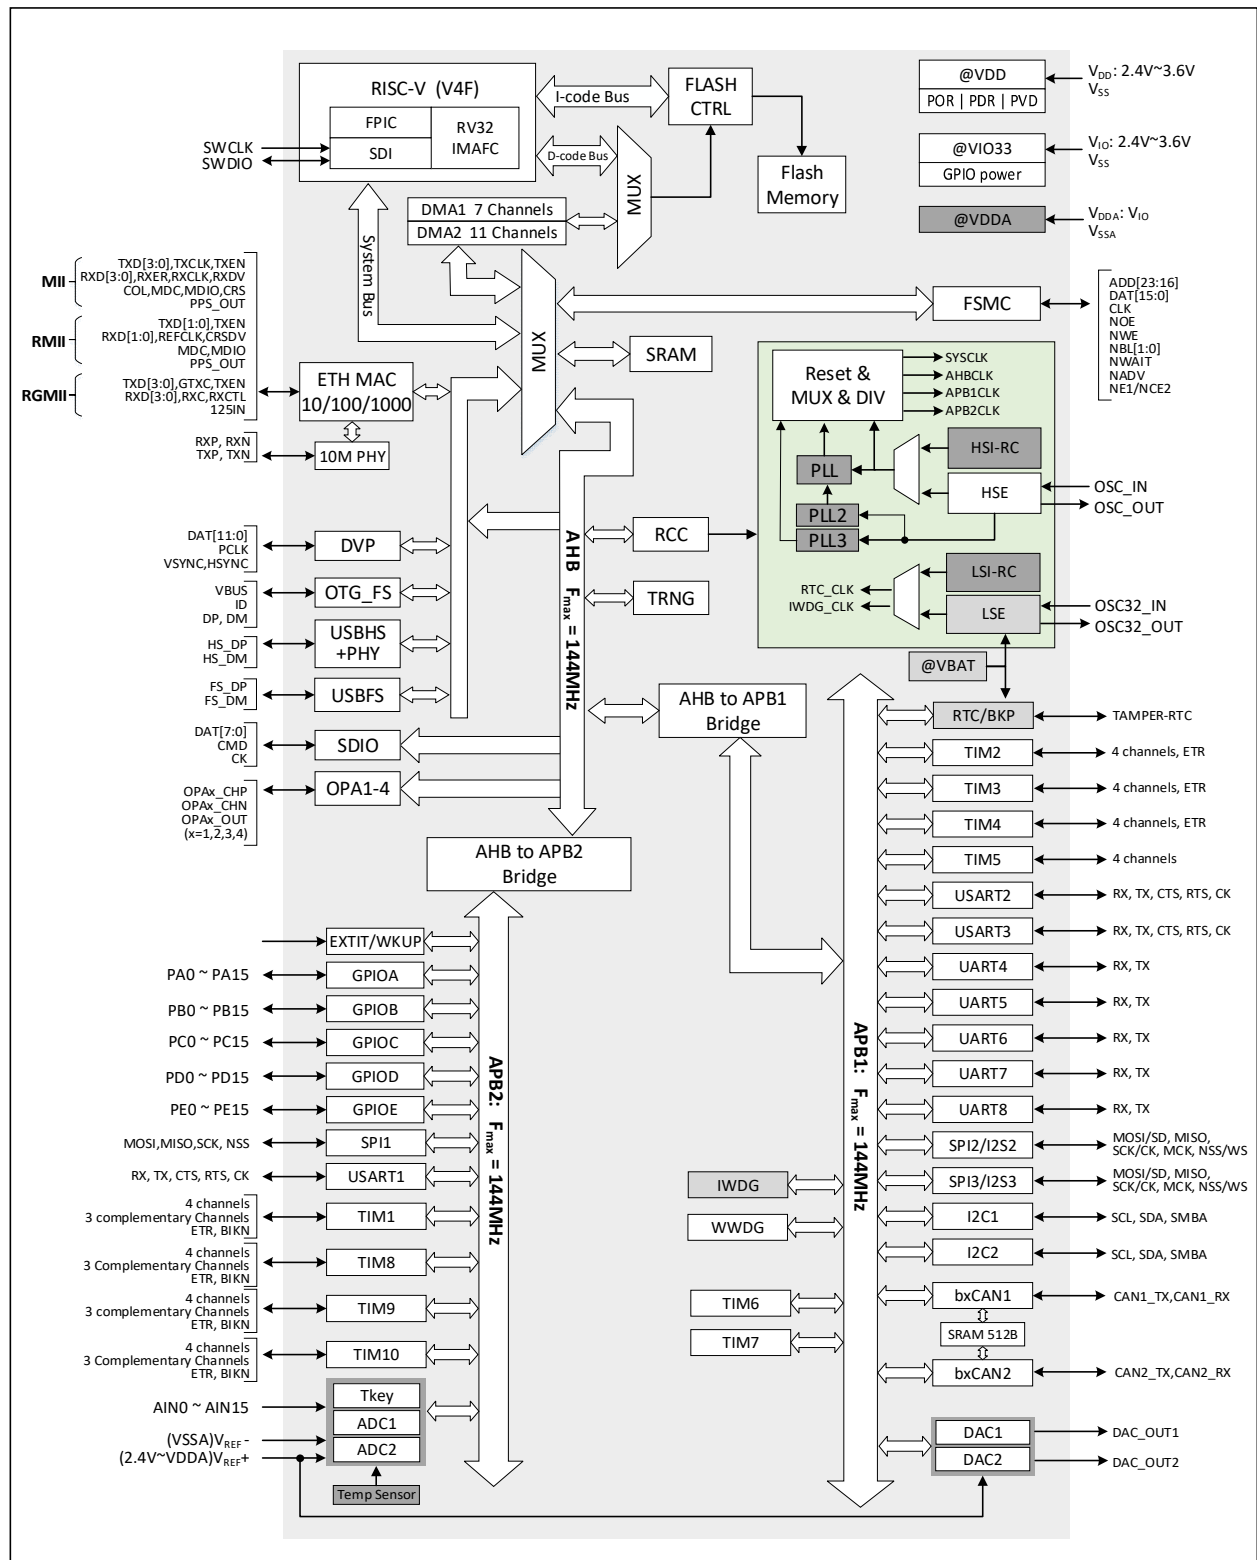 RISC-V (V4F)
FPIC
SDI
RV32
IMAFC
SWCLK
SWDIO
I-code Bus
D-code Bus
FLASH
CTRL
MUX
Flash
Memory
@VDD
POR | PDR | PVD
VDD: 2.4V~3.6V
VSS
@VIO33
GPIO power
VIO: 2.4V~3.6V
VSS
@VDDA
VDDA: VIO
VSSA
DMA1 7 Channels
DMA2 11 Channels
System Bus
MUX
MII
TXD[3:0],TXCLK,TXEN
RXD[3:0],RXER,RXCLK,RXDV
COL,MDC,MDIO,CRS
PPS_OUT
RMII
TXD[1:0],TXEN
RXD[1:0],REFCLK,CRSDV
MDC,MDIO
PPS_OUT
RGMII
TXD[3:0],GTXC,TXEN
RXD[3:0],RXC,RXCTL
125IN
ETH MAC
10/100/1000
RXP, RXN
TXP, TXN
10M PHY
FSMC
ADD[23:16]
DAT[15:0]
CLK
NOE
NWE
NBL[1:0]
NWAIT
NADV
NE1/NCE2
SRAM
Reset &
MUX & DIV
SYSCLK
AHBCLK
APB1CLK
APB2CLK
PLL
PLL2
PLL3
HSI-RC
HSE
OSC_IN
OSC_OUT
LSI-RC
LSE
RTC_CLK
IWDG_CLK
OSC32_IN
OSC32_OUT
@VBAT
RCC
TRNG
AHB Fmax = 144MHz
DAT[11:0]
PCLK
VSYNC,HSYNC
DVP
VBUS
ID
DP, DM
OTG_FS
HS_DP
HS_DM
USBHS
+PHY
FS_DP
FS_DM
USBFS
DAT[7:0]
CMD
CK
SDIO
OPAx_CHP
OPAx_CHN
OPAx_OUT
(x=1,2,3,4)
OPA1-4
AHB to APB1
Bridge
AHB to APB2
Bridge
EXTIT/WKUP
PA0 ~ PA15
GPIOA
PB0 ~ PB15
GPIOB
PC0 ~ PC15
GPIOC
PD0 ~ PD15
GPIOD
PE0 ~ PE15
GPIOE
MOSI,MISO,SCK, NSS
SPI1
RX, TX, CTS, RTS, CK
USART1
4 channels
3 complementary Channels
ETR, BIKN
TIM1
4 channels
3 Complementary Channels
ETR, BIKN
TIM8
4 channels
3 complementary Channels
ETR, BIKN
TIM9
4 channels
3 Complementary Channels
ETR, BIKN
TIM10
AIN0 ~ AIN15
Tkey
ADC1
ADC2
(VSSA)VREF-
(2.4V~VDDA)VREF+
Temp Sensor
APB2: Fmax = 144MHz
IWDG
WWDG
TIM6
TIM7
APB1: Fmax = 144MHz
RTC/BKP
TAMPER-RTC
TIM2
4 channels, ETR
TIM3
4 channels, ETR
TIM4
4 channels, ETR
TIM5
4 channels
USART2
RX, TX, CTS, RTS, CK
USART3
RX, TX, CTS, RTS, CK
UART4
RX, TX
UART5
RX, TX
UART6
RX, TX
UART7
RX, TX
UART8
RX, TX
SPI2/I2S2
MOSI/SD, MISO,
SCK/CK, MCK, NSS/WS
SPI3/I2S3
MOSI/SD, MISO,
SCK/CK, MCK, NSS/WS
I2C1
SCL, SDA, SMBA
I2C2
SCL, SDA, SMBA
bxCAN1
CAN1_TX,CAN1_RX
SRAM 512B
bxCAN2
CAN2_TX,CAN2_RX
DAC1
DAC_OUT1
DAC2
DAC_OUT2